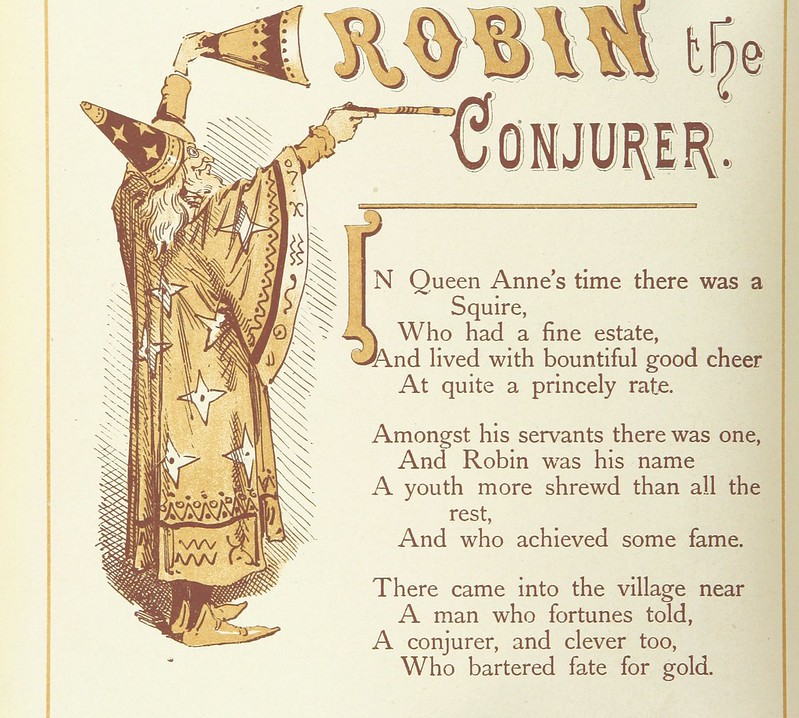 ROBIN the
CONJURER.
IN Queen Anne's time there was a
Squire,
Who had a fine estate,
And lived with bountiful good cheer
At quite a princely rate.
Amongst his servants there was one,
And Robin was his name
A youth more shrewd than all the
rest,
And who achieved some fame.
There came into the village near
A man who fortunes told,
A conjurer, and clever too,
Who bartered fate for gold.